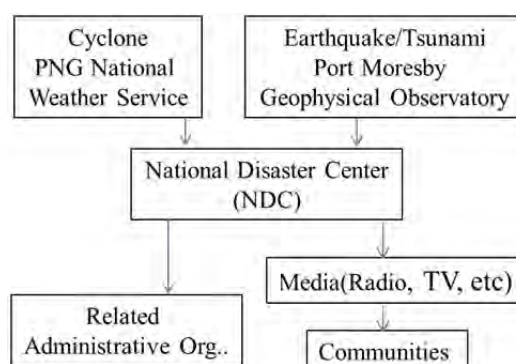 Cyclone
PNG National
Weather Service
Earthquake/Tsunami
Port Moresby
Geophysical Observatory
National Disaster Center
(NDC)
Media(Radio, TV, etc)
Related
Administrative Org..
Communities